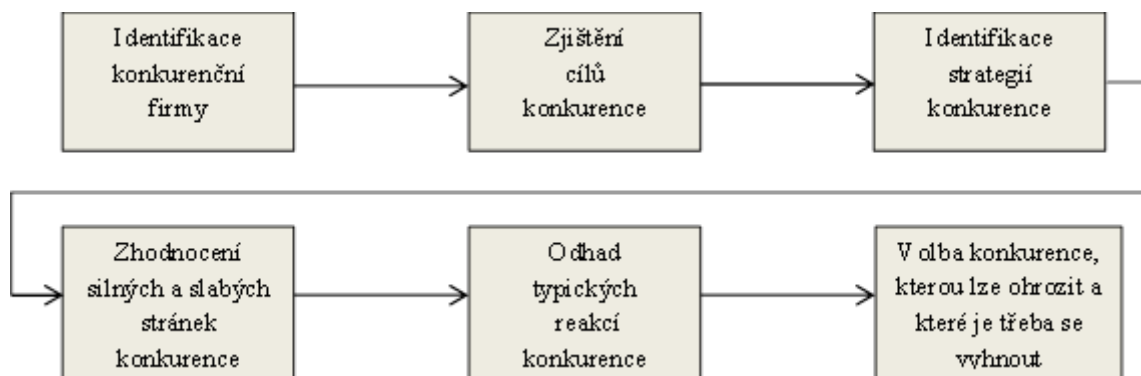 Identifikace
konkurenční
firmy
Zjištění
cílů
konkurence
Identifikace
strategií
konkurence
Zhodnocení
silných a slabých
stránek
konkurence
Odhad
typických
reakcí
konkurence
Volba konkurence,
kterou lze ohrozit a
které je třeba se
vyhnout